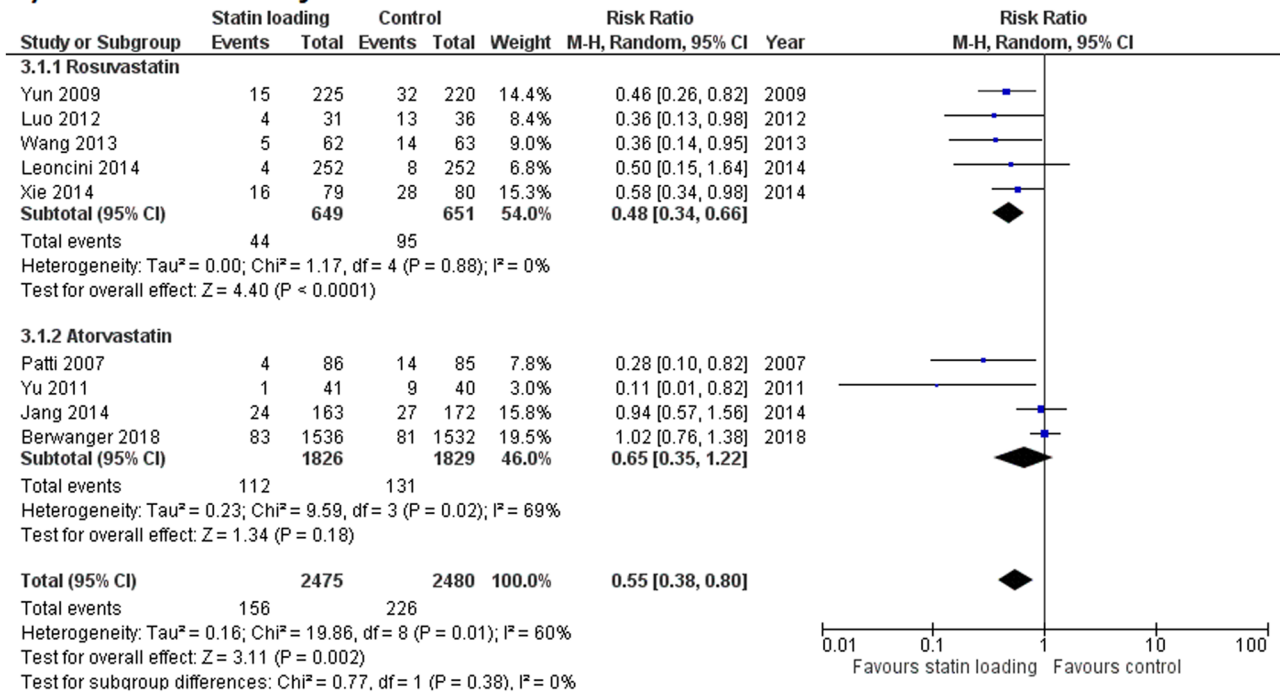 Statin loading Control Risk Ratio Risk Ratio
Study or Subgroup Events Total Events Total Weight M-H, Random, 95% CI Year M-H, Random, 95% CI
3.1.1 Rosuvastatin
Yun 2009 15 225 32 220 14.4% 0.46 [0.26, 0.82] 2009
Luo 2012 4 31 13 36 8.4% 0.36 [0.13, 0.98] 2012
Wang 2013 5 62 14 63 9.0% 0.36 [0.14, 0.95] 2013
Leoncini 2014 4 252 8 252 6.8% 0.50 [0.15, 1.64] 2014
Xie 2014 16 79 28 80 15.3% 0.58 [0.34, 0.98] 2014
Subtotal (95% CI) 649 651 54.0% 0.48 [0.34, 0.66]
Total events 44 95
Heterogeneity: Tau² = 0.00; Chi² = 1.17, df = 4 (P = 0.88); I² = 0%
Test for overall effect: Z = 4.40 (P < 0.0001)
3.1.2 Atorvastatin
Patti 2007 4 86 14 85 7.8% 0.28 [0.10, 0.82] 2007
Yu 2011 1 41 9 40 3.0% 0.11 [0.01, 0.82] 2011
Jang 2014 24 163 27 172 15.8% 0.94 [0.57, 1.56] 2014
Berwanger 2018 83 1536 81 1532 19.5% 1.02 [0.76, 1.38] 2018
Subtotal (95% CI) 1826 1829 46.0% 0.65 [0.35, 1.22]
Total events 112 131
Heterogeneity: Tau² = 0.23; Chi² = 9.59, df = 3 (P = 0.02); I² = 69%
Test for overall effect: Z = 1.34 (P = 0.18)
Total (95% CI) 2475 2480 100.0% 0.55 [0.38, 0.80]
Total events 156 226
Heterogeneity: Tau² = 0.16; Chi² = 19.86, df = 8 (P = 0.01); I² = 60%
Test for overall effect: Z = 3.11 (P = 0.002)
Test for subgroup differences: Chi² = 0.77, df = 1 (P = 0.38), I² = 0%
0.01 0.1 1 10 100
Favours statin loading Favours control